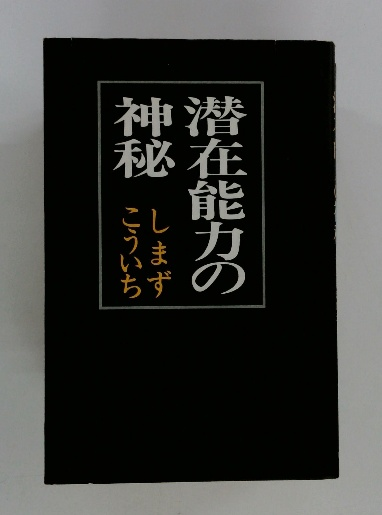 潜在能力の
神秘
しまず
こういち